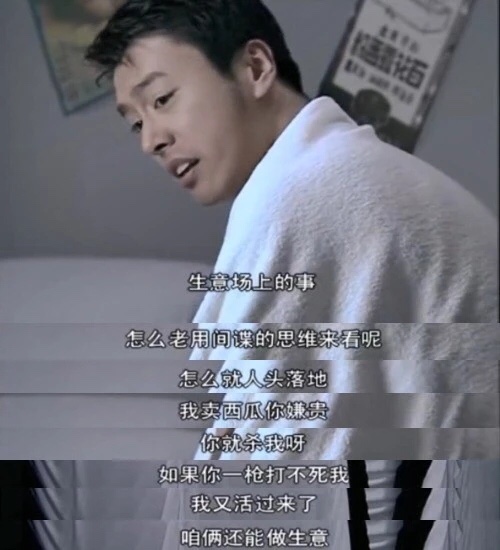 生意场上的事
怎么老用间谍的思维来看呢
怎么就人头落地
我卖西瓜你嫌贵
你就杀我呀
如果你一枪打不死我
我又活过来了
咱俩还能做生意